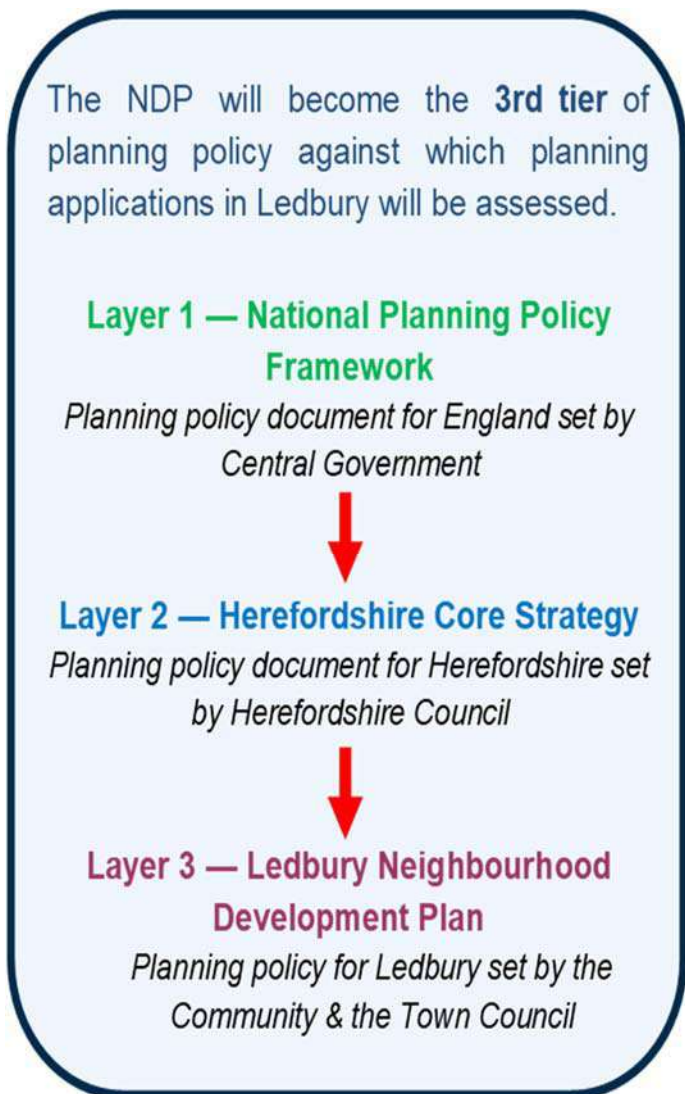 The NDP will become the 3rd tier of
planning policy against which planning
applications in Ledbury will be assessed.
Layer 1 — National Planning Policy
Framework
Planning policy document for England set by
Central Government
Layer 2 — Herefordshire Core Strategy
Planning policy document for Herefordshire set
by Herefordshire Council
Layer 3 — Ledbury Neighbourhood
Development Plan
Planning policy for Ledbury set by the
Community & the Town Council